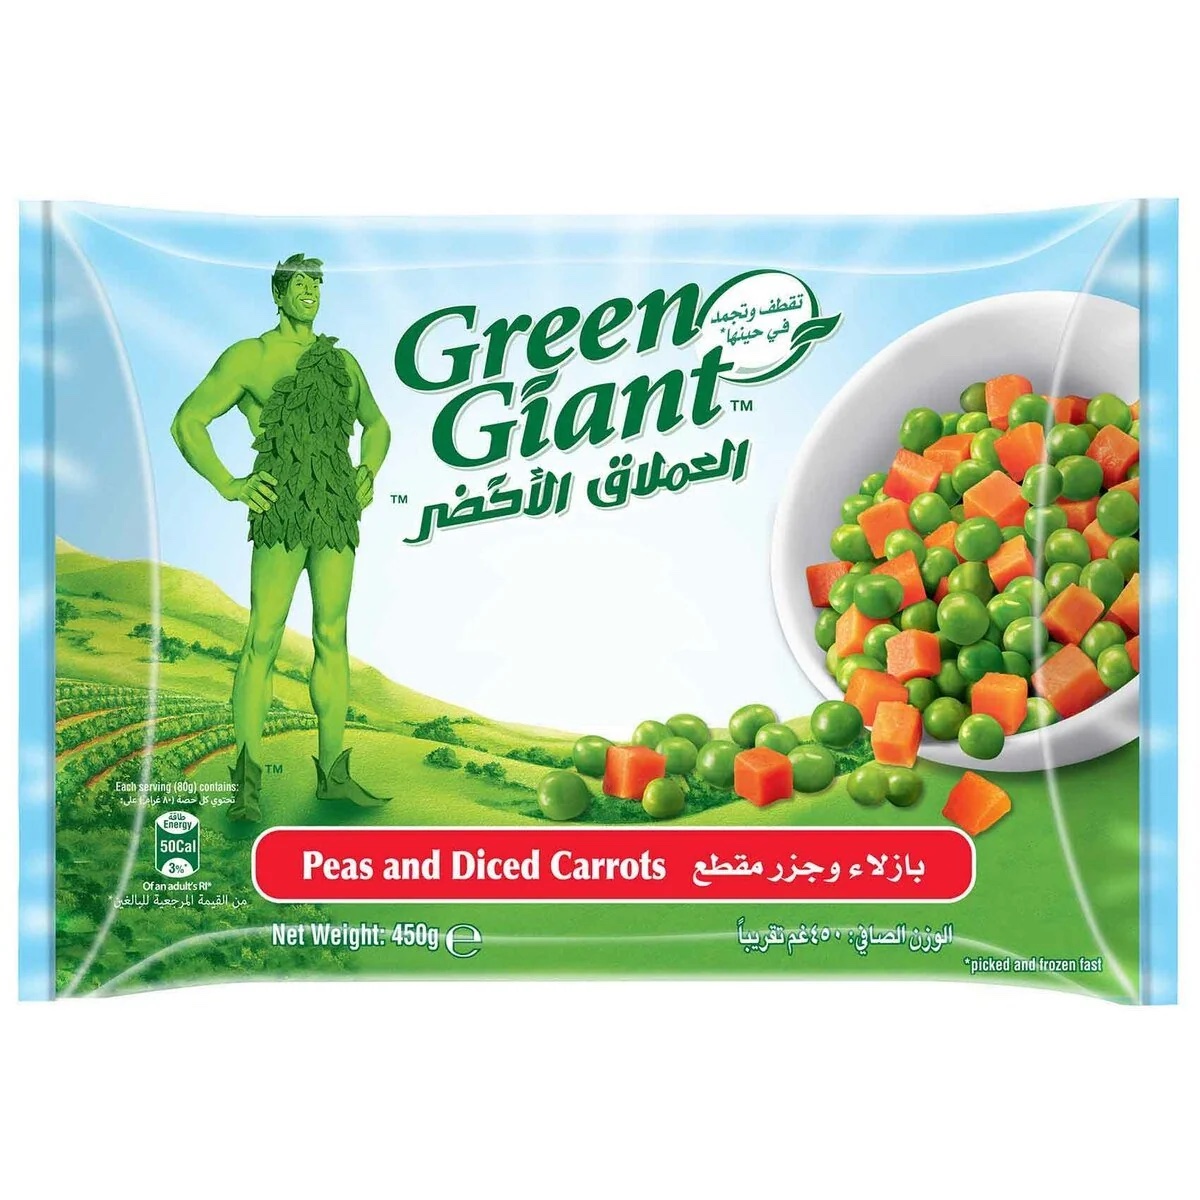 Green
Giant™
العملاق الأخضر™
تقطف وتجمد
في حينها*
™
Each serving (80g) contains:
تحتوي كل حصة (٨٠ غرام) على:
طاقة
Energy
50Cal
3%*
Of an adult's RI*
من القيمة المرجعية للبالغين*
Peas and Diced Carrots بازلاء وجزر مقطع
Net Weight: 450g ℮
الوزن الصافي: ٤٥٠غم تقريباً
*picked and frozen fast